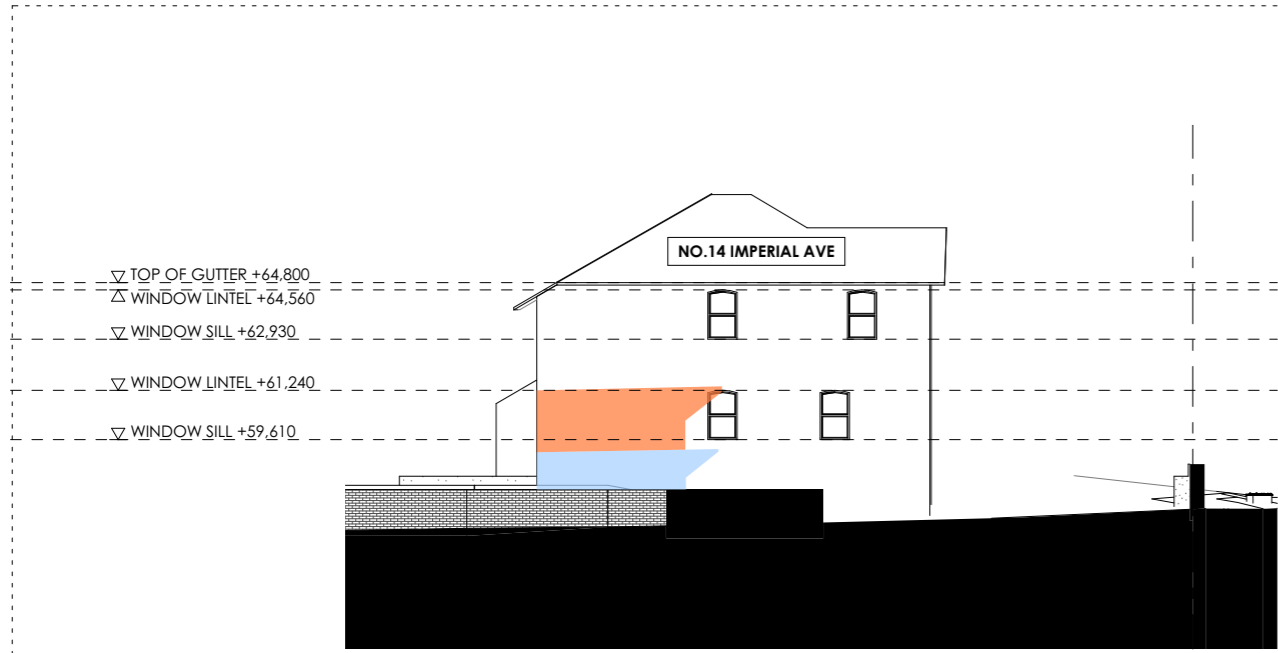 NO.14 IMPERIAL AVE
TOP OF GUTTER +64,800
WINDOW LINTEL +64,560
WINDOW SILL +62,930
WINDOW LINTEL +61,240
WINDOW SILL +59,610